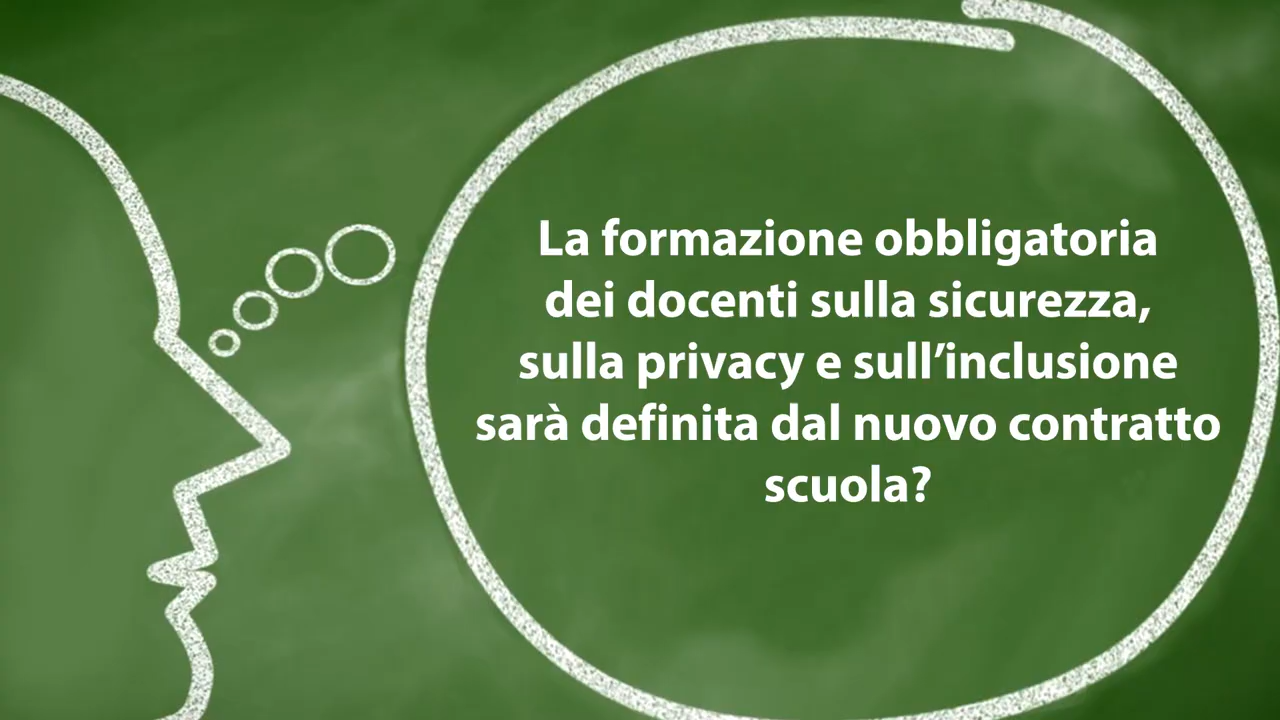 La formazione obbligatoria
dei docenti sulla sicurezza,
sulla privacy e sull’inclusione
sarà definita dal nuovo contratto
scuola?